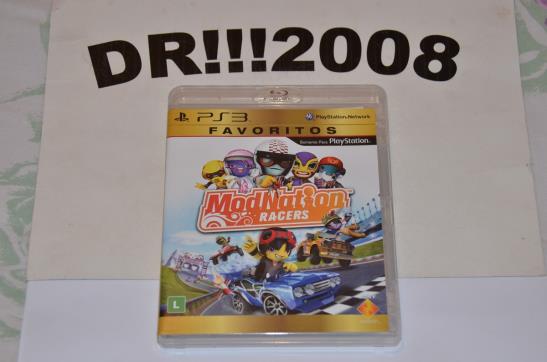 DR!!!2008
PS3
PlayStation®Network
FAVORITOS
Somente Para PlayStation
ModNation
RACERS
L